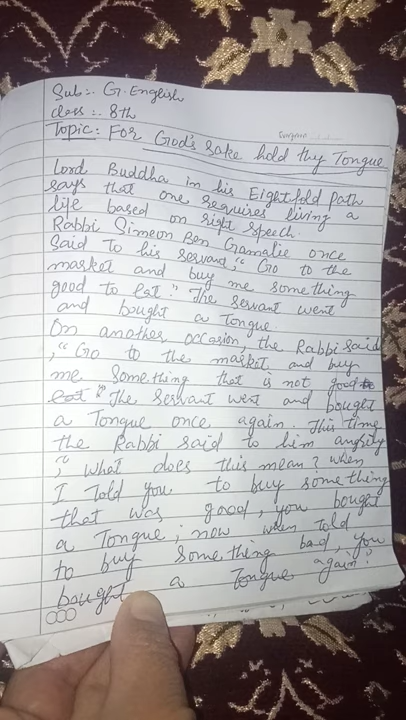 Sub:- G. English
class :- 8th
Topic: For God's Sake hold thy Tongue
Lord Buddha in his Eightfold Path
says that one requires living a
life based on right speech.
Rabbi Simeon Ben Gamalie once
Said To his servant, "Go to the
market and buy me something
good to Eat." The servant went
and bought a Tongue.
On another occasion the Rabbi said
, "Go to the market and buy
me Some.thing that is not good to
eat" The servant went and bought
a Tongue once again. This time
the Rabbi said to him angrily
, "What does this mean? When
I Told you to buy something
that was good, you bought
a Tongue; now when told
to buy Something bad, you
bought a Tongue again?